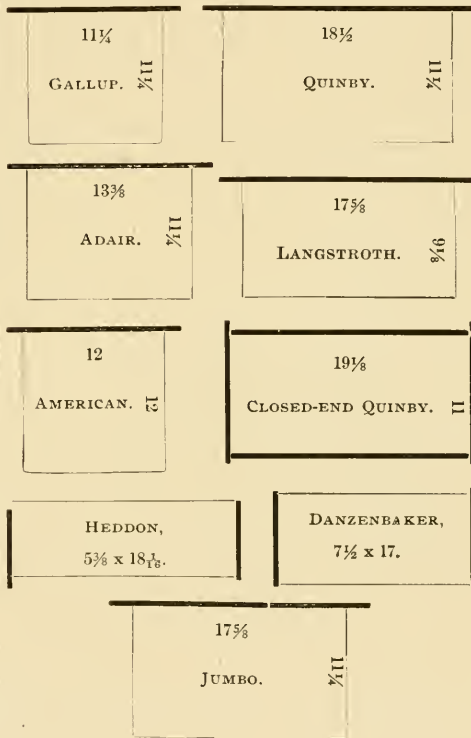 11¼
GALLUP. 11¼
18½
QUINBY. 11¼
13⅜
ADAIR. 11¼
17⅝
LANGSTROTH. 9⅛
12
AMERICAN. 12
19⅛
CLOSED-END QUINBY. 11
HEDDON,
5⅜ x 18 1/16.
DANZENBAKER,
7½ x 17.
17⅝
JUMBO. 11¼